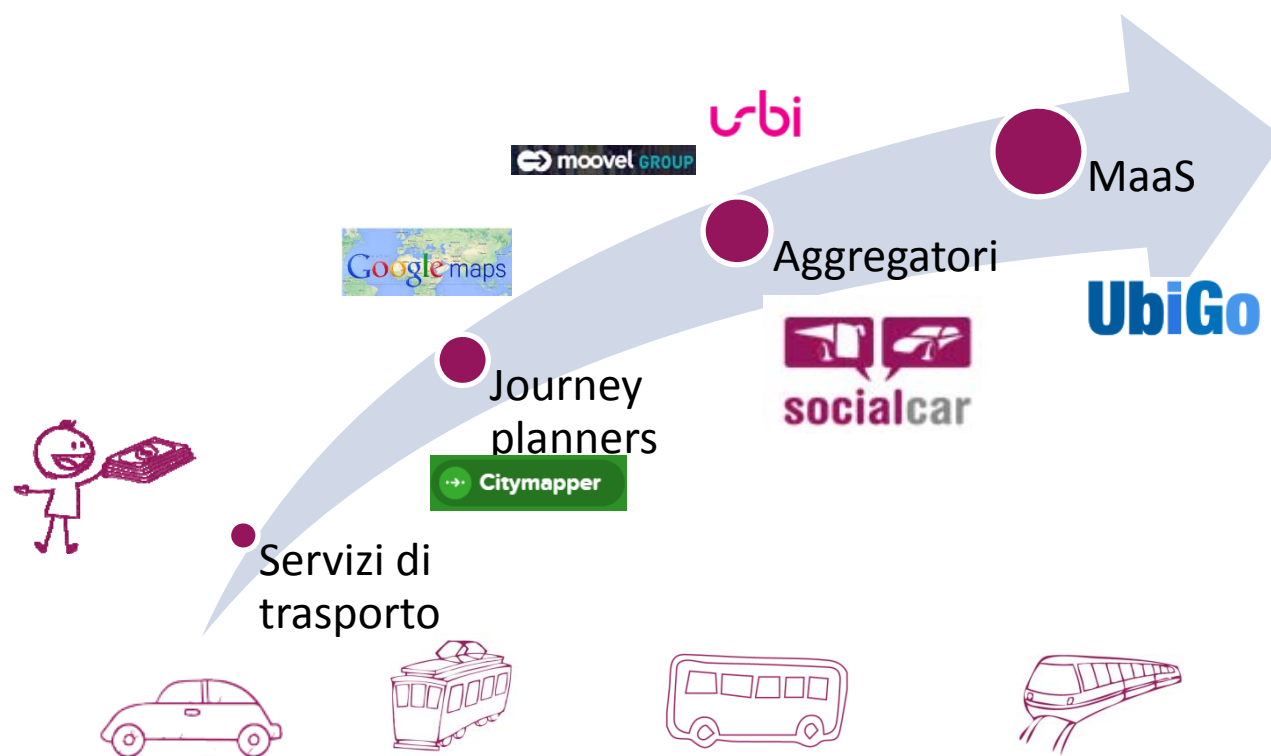 urbi
moovel GROUP
MaaS
Aggregatori
Google maps
UbiGo
socialcar
Journey
planners
Citymapper
Servizi di
trasporto